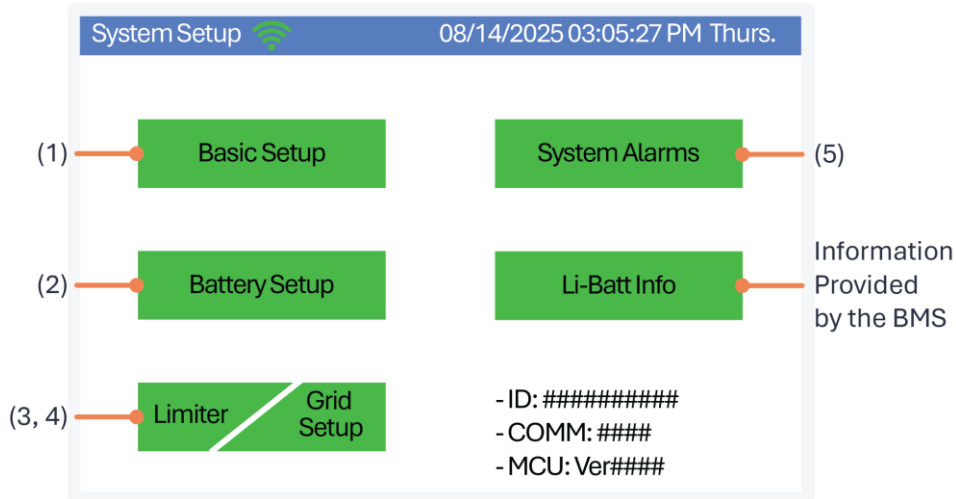 System Setup
08/14/2025 03:05:27 PM Thurs.
(1)
Basic Setup
System Alarms
(5)
(2)
Battery Setup
Li-Batt Info
Information
Provided
by the BMS
(3, 4)
Limiter
Grid
Setup
- ID: ##########
- COMM: ####
- MCU: Ver####